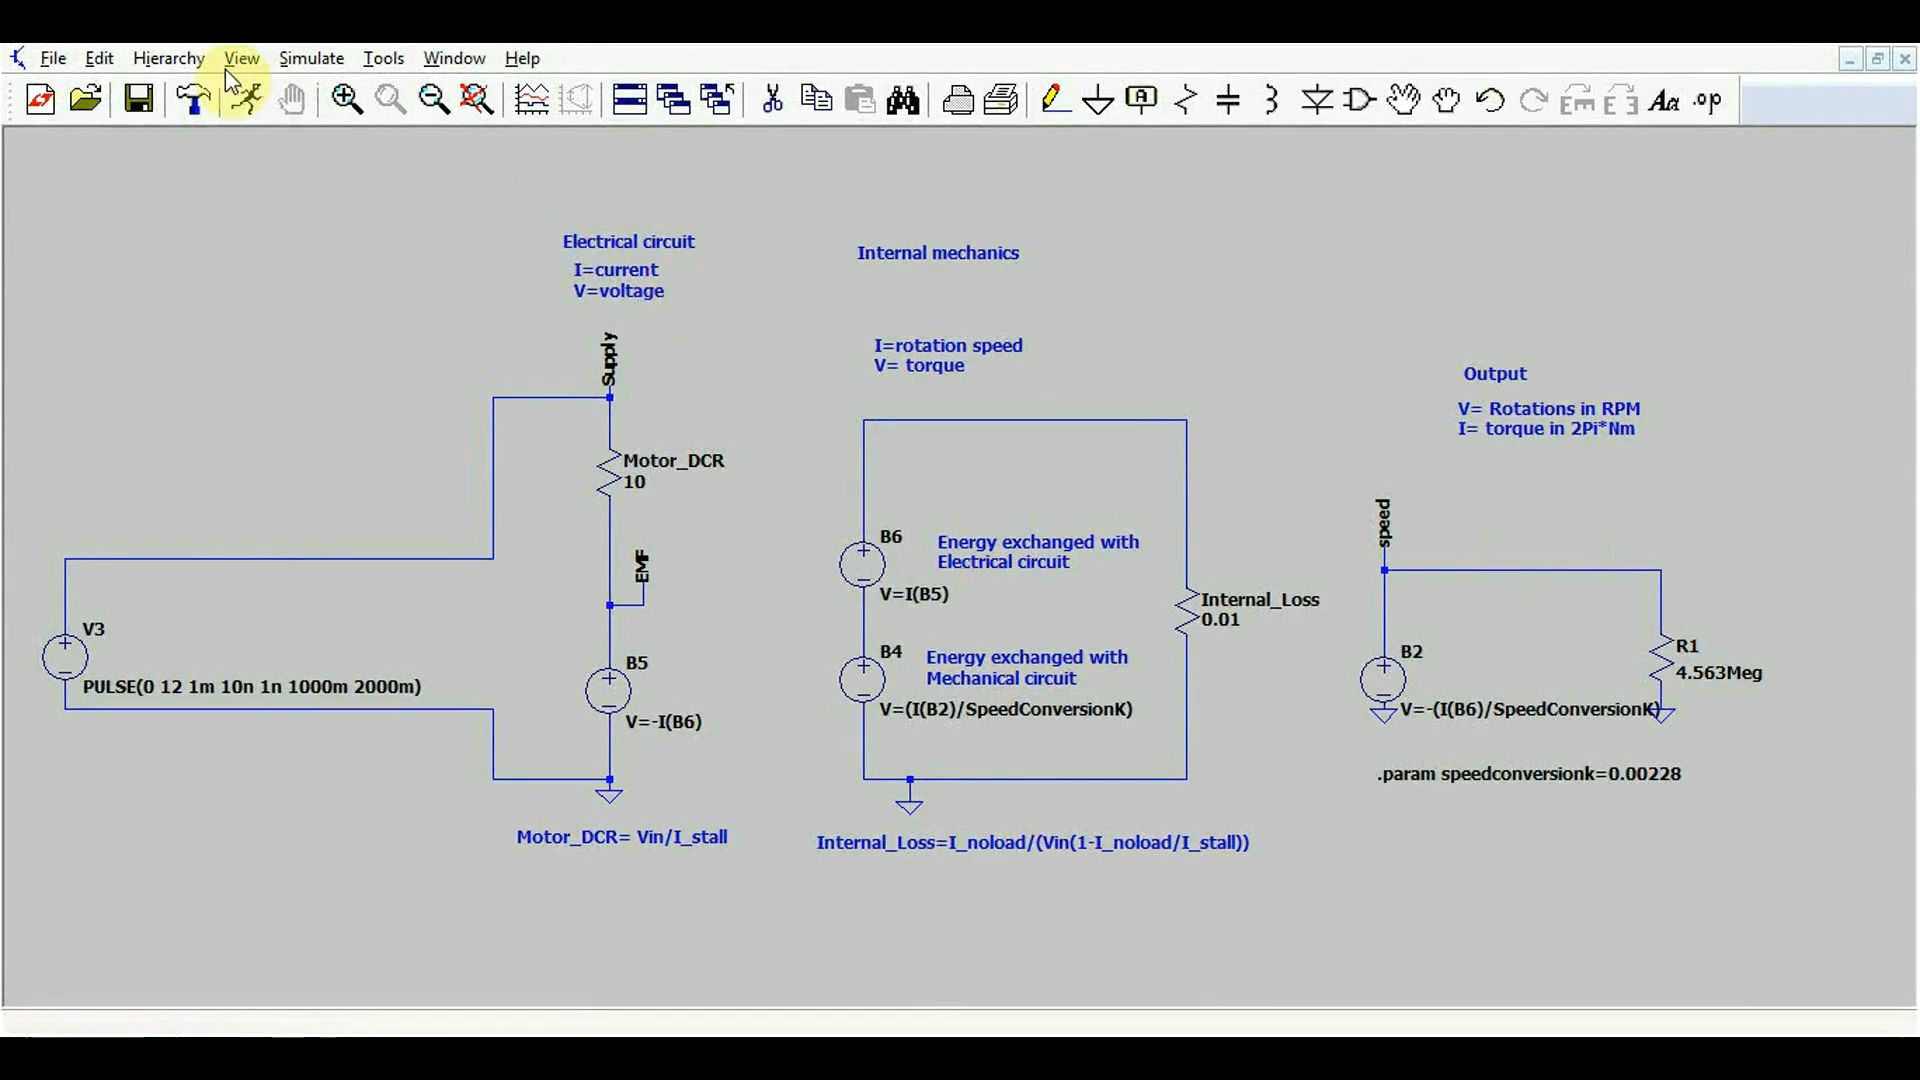 File Edit Hierarchy View Simulate Tools Window Help
A
Aa .op
Electrical circuit
I=current
V=voltage
Internal mechanics
I=rotation speed
V= torque
Output
V= Rotations in RPM
I= torque in 2Pi*Nm
Supply
Motor_DCR
10
EMF
V3
PULSE(0 12 1m 10n 1n 1000m 2000m)
B5
V=-I(B6)
Motor_DCR= Vin/I_stall
B6
Energy exchanged with
Electrical circuit
V=I(B5)
B4
Energy exchanged with
Mechanical circuit
V=(I(B2)/SpeedConversionK)
Internal_Loss
0.01
Internal_Loss=I_noload/(Vin(1-I_noload/I_stall))
speed
B2
V=-(I(B6)/SpeedConversionK)
R1
4.563Meg
.param speedconversionk=0.00228